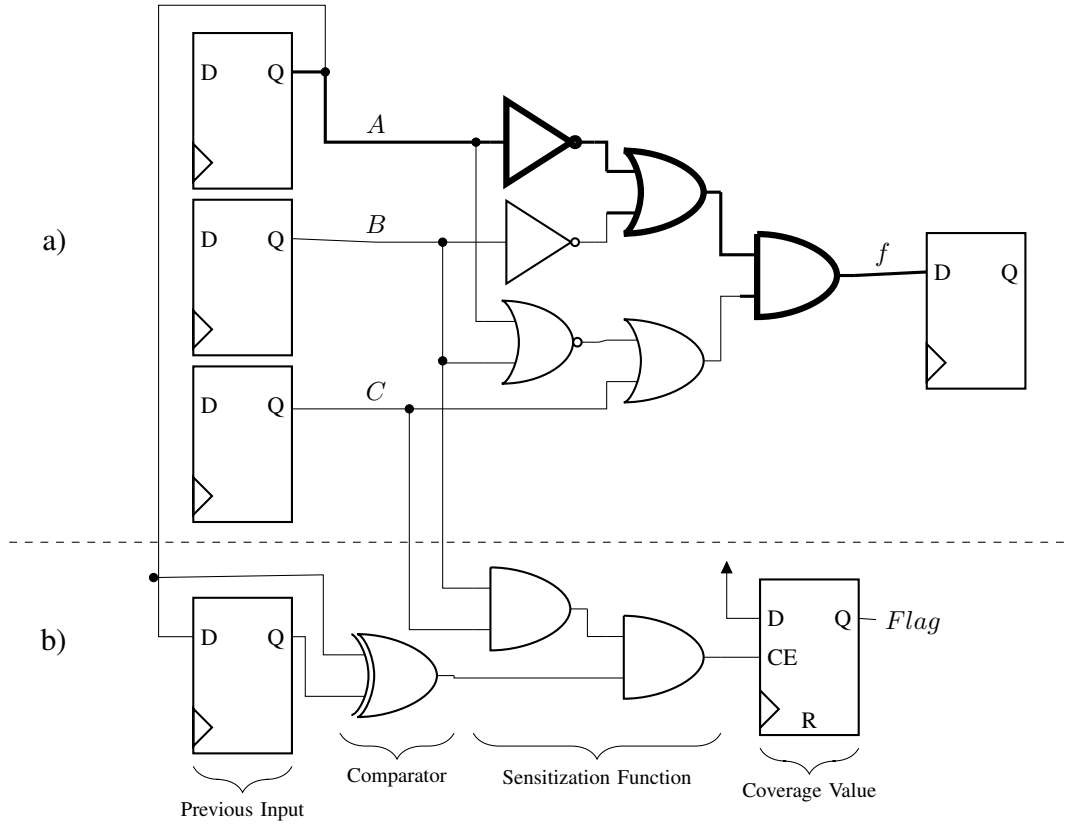 D Q
A
a)
D Q
B
f
D Q
D Q
C
b)
D Q
D Q
Flag
CE
R
Comparator
Sensitization Function
Coverage Value
Previous Input